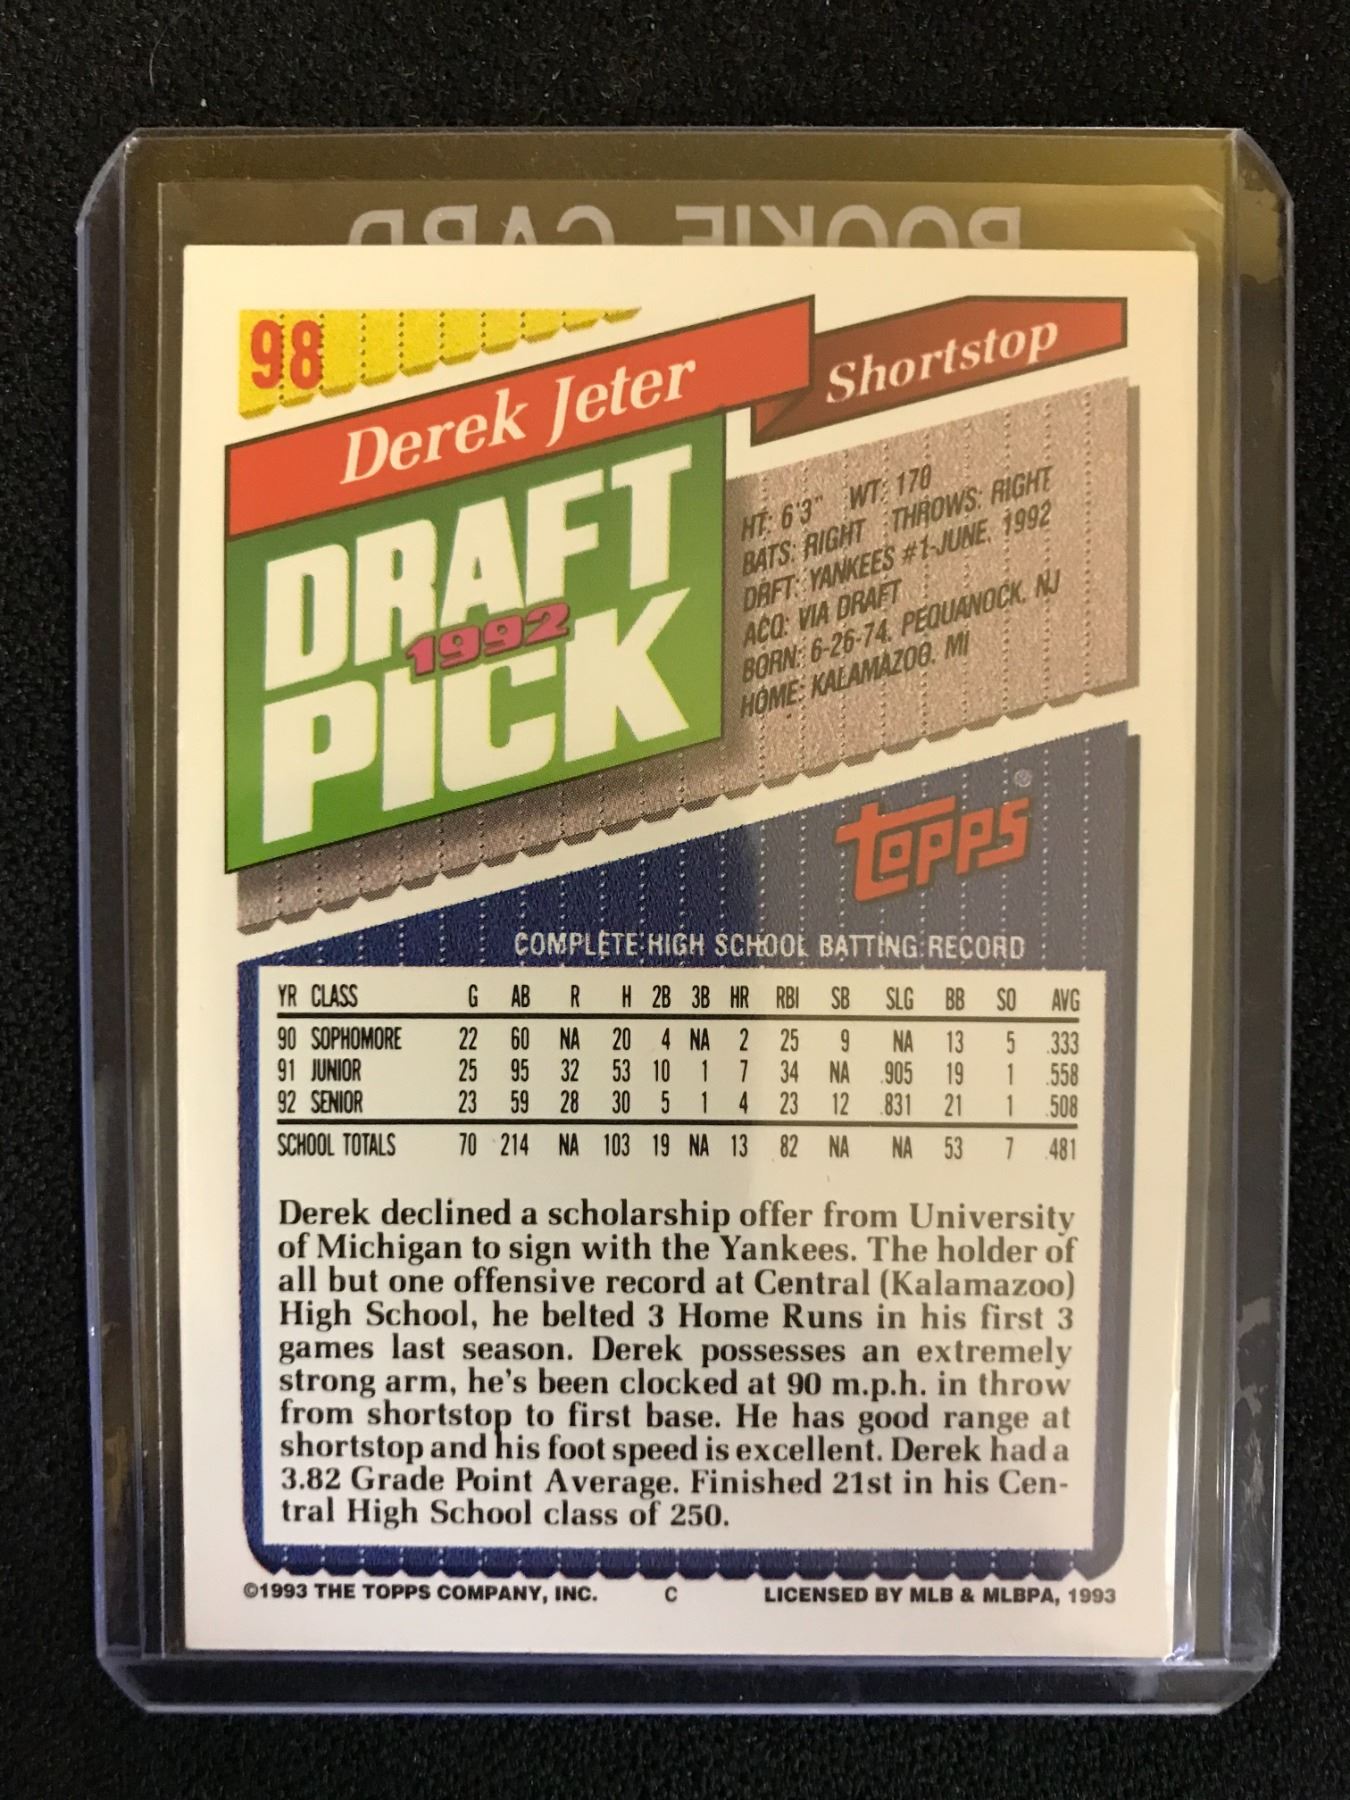 ROOKIE CARD
98
Derek Jeter
Shortstop
DRAFT
1992
PICK
HT: 6'3" WT: 170
BATS: RIGHT THROWS: RIGHT
DRFT: YANKEES #1-JUNE, 1992
ACQ: VIA DRAFT
BORN: 6-26-74, PEQUANOCK, NJ
HOME: KALAMAZOO, MI
TOPPS ®
COMPLETE HIGH SCHOOL BATTING RECORD
YR CLASS G AB R H 2B 3B HR RBI SB SLG BB SO AVG
90 SOPHOMORE 22 60 NA 20 4 NA 2 25 9 NA 13 5 .333
91 JUNIOR 25 95 32 53 10 1 7 34 NA .905 19 1 .558
92 SENIOR 23 59 28 30 5 1 4 23 12 .831 21 1 .508
SCHOOL TOTALS 70 214 NA 103 19 NA 13 82 NA NA 53 7 .481
Derek declined a scholarship offer from University
of Michigan to sign with the Yankees. The holder of
all but one offensive record at Central (Kalamazoo)
High School, he belted 3 Home Runs in his first 3
games last season. Derek possesses an extremely
strong arm, he's been clocked at 90 m.p.h. in throw
from shortstop to first base. He has good range at
shortstop and his foot speed is excellent. Derek had a
3.82 Grade Point Average. Finished 21st in his Cen-
tral High School class of 250.
©1993 THE TOPPS COMPANY, INC. C LICENSED BY MLB & MLBPA, 1993